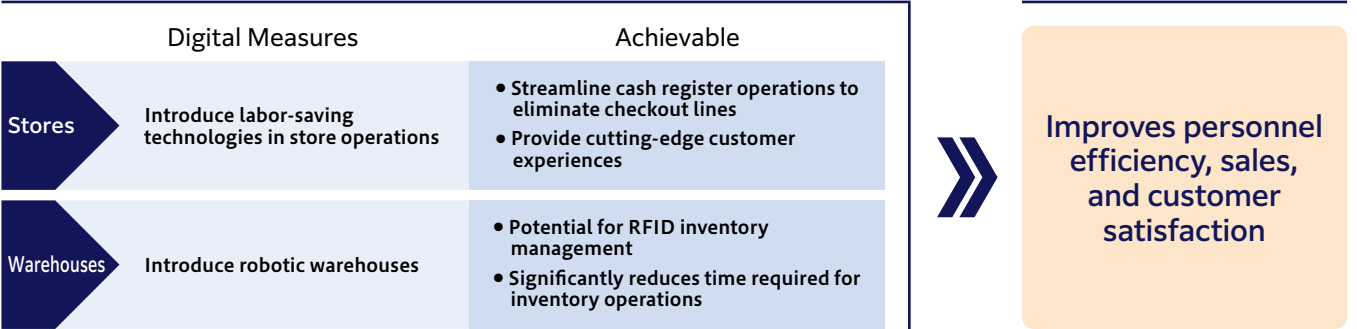 Digital Measures
Achievable
Stores
Introduce labor-saving
technologies in store operations
• Streamline cash register operations to
eliminate checkout lines
• Provide cutting-edge customer
experiences
Warehouses
Introduce robotic warehouses
• Potential for RFID inventory
management
• Significantly reduces time required for
inventory operations
Improves personnel
efficiency, sales,
and customer
satisfaction